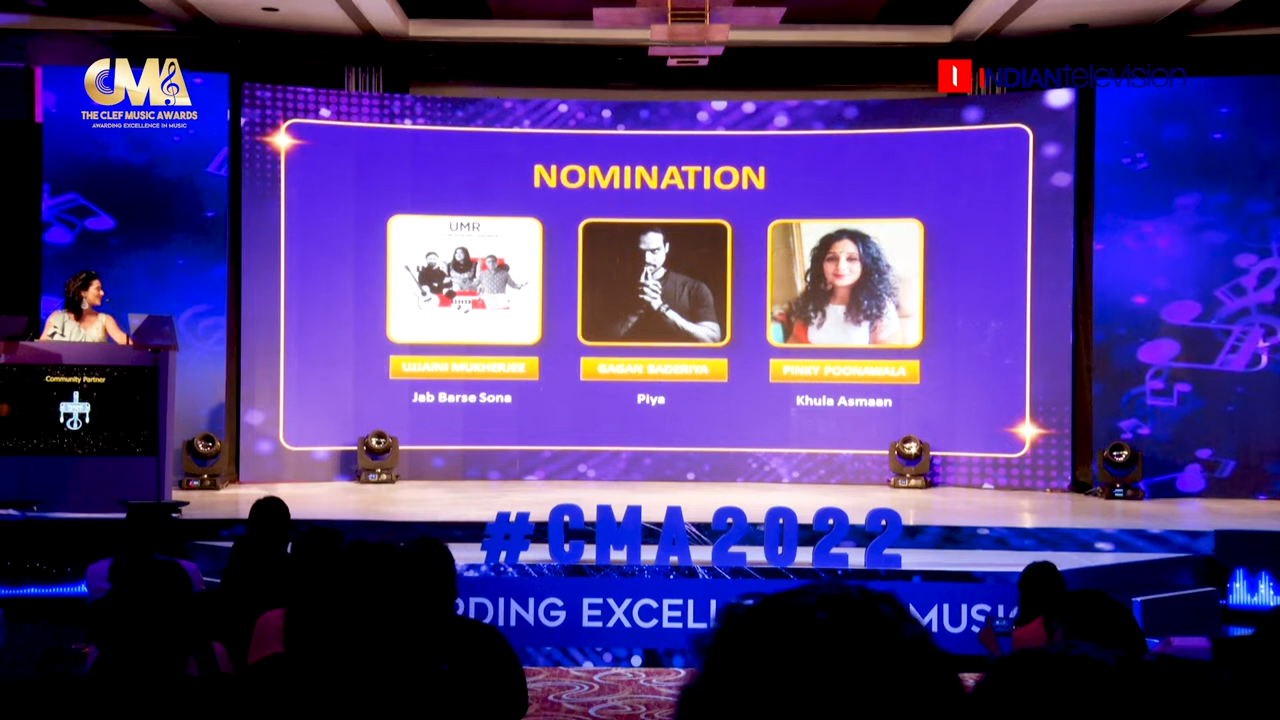 CMA
THE CLEF MUSIC AWARDS
AWARDING EXCELLENCE IN MUSIC
INDIANtelevision
NOMINATION
UMR
UJJAINI MUKHERJEE
GAGAN BADERIYA
PINKY POONAWALA
Jab Barse Sona
Piya
Khula Asmaan
Community Partner
#CMA2022
RDING EXCELL MUSIC